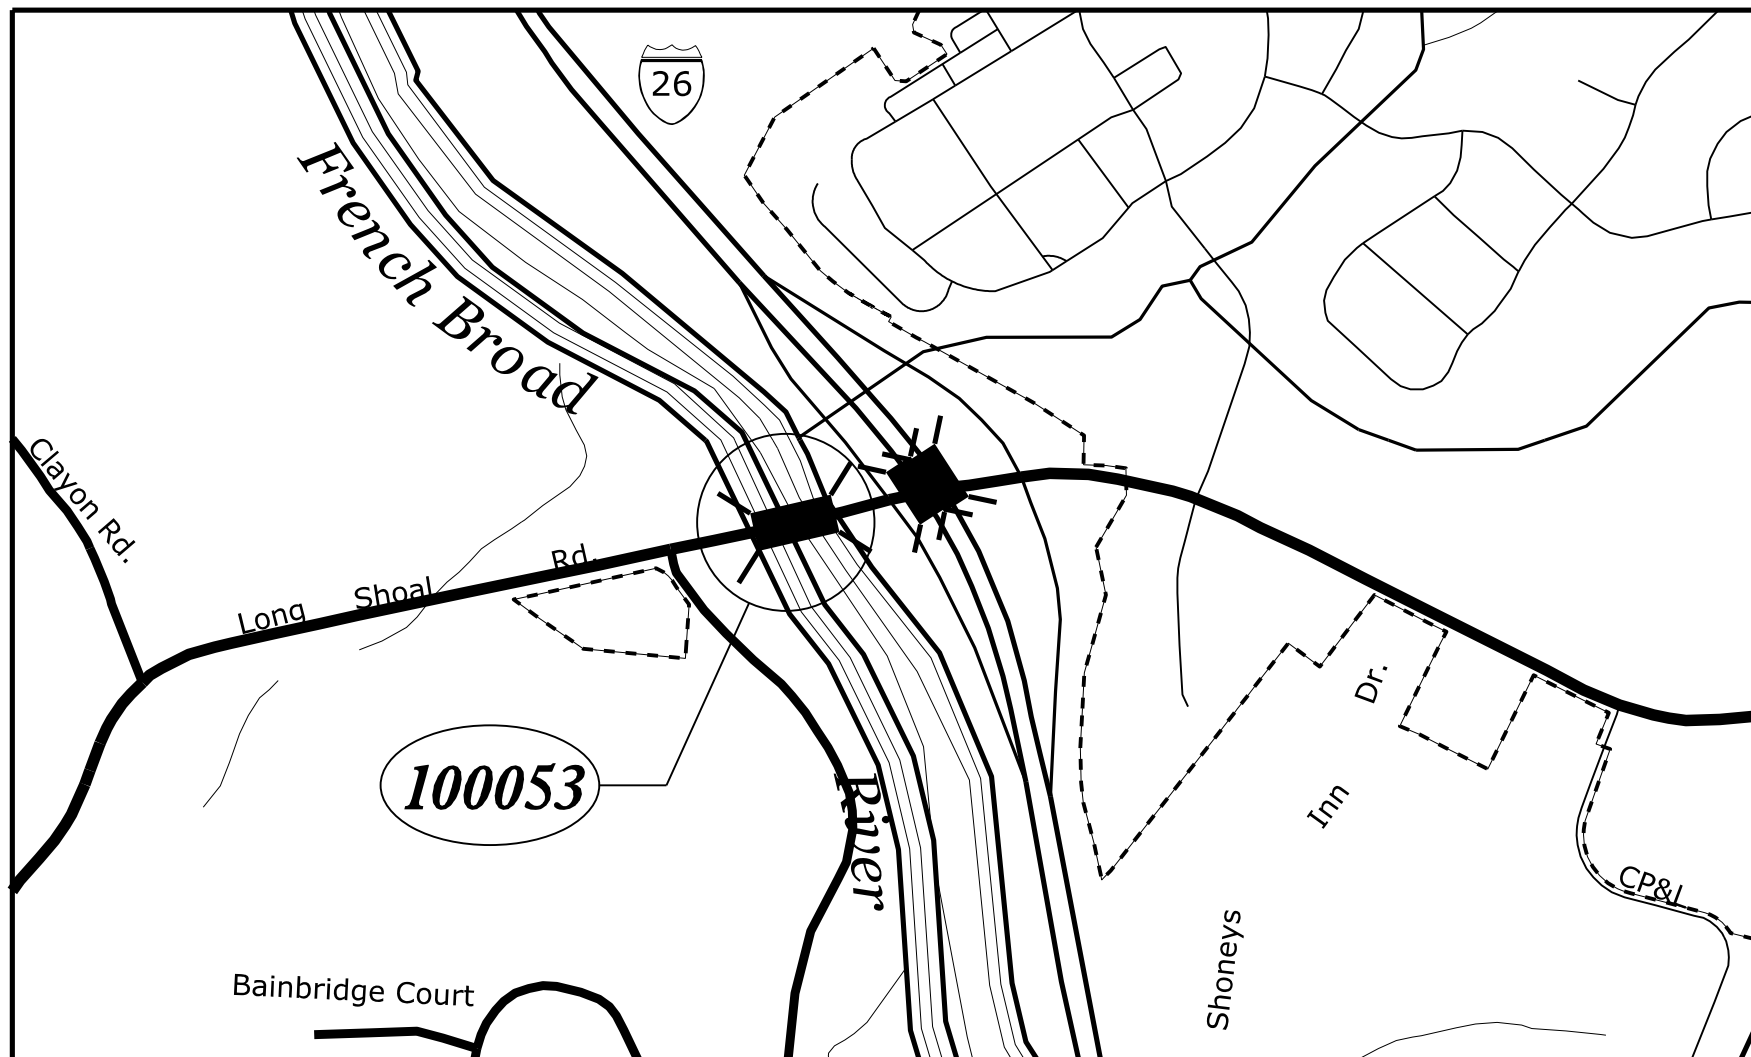 26
French Broad
Clayon Rd.
Long Shoal Rd.
100053
River
Shoneys Inn Dr.
CP&L
Bainbridge Court